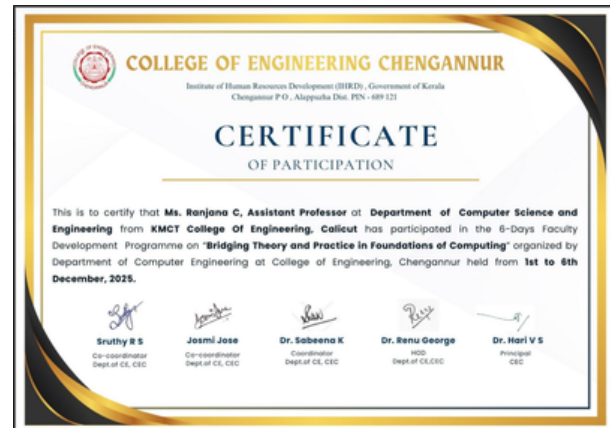 COLLEGE OF ENGINEERING CHENGANNUR
Institute of Human Resources Development (IHRD) , Government of Kerala
Chengannur P O , Alappuzha Dist. PIN - 689 121
CERTIFICATE
OF PARTICIPATION
This is to certify that Ms. Ranjana C, Assistant Professor at Department of Computer Science and
Engineering from KMCT College Of Engineering, Calicut has participated in the 6-Days Faculty
Development Programme on "Bridging Theory and Practice in Foundations of Computing" organized by
Department of Computer Engineering at College of Engineering, Chengannur held from 1st to 6th
December, 2025.
Sruthy R S Josmi Jose Dr. Sabeena K Dr. Renu George Dr. Hari V S
Co-coordinator Co-coordinator Coordinator HOD Principal
Dept.of CE, CEC Dept.of CE, CEC Dept.of CE, CEC Dept.of CE,CEC CEC